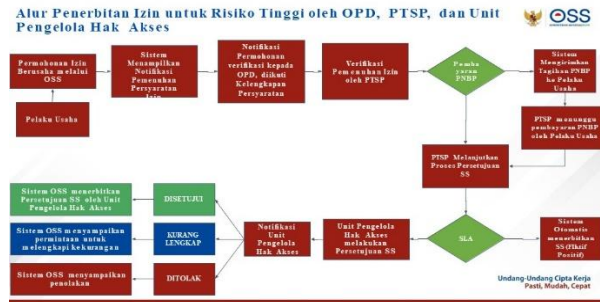 Alur Penerbitan Izin untuk Risiko Tinggi oleh OPD, PTSP, dan Unit
Pengelola Hak Akses
OSS
Permohonan Izin
Berusaha melalui
OSS
Pelaku Usaha
Sistem
Menampilkan
Notifikasi
Pemenuhan
Persyaratan
Izin
Notifikasi
Permohonan
verifikasi kepada
OPD, diikuti
Kelengkapan
Persyaratan
Verifikasi
Pemenuhan Izin
oleh PTSP
Pemba
yaran
PNBP
Sistem
Mengirimkan
Tagihan PNBP
ke Pelaku
Usaha
PTSP menunggu
pembayaran PNBP
oleh Pelaku Usaha
PTSP Melanjutkan
Proses Persetujuan
SS
SLA
Sistem
Otomatis
menerbitkan
SS (Fiktif
Positif)
Unit Pengelola
Hak Akses
melakukan
Persetujuan SS
Notifikasi
Unit
Pengelola
Hak Akses
DISETUJUI
Sistem OSS menerbitkan
Persetujuan SS oleh Unit
Pengelola Hak Akses
KURANG
LENGKAP
Sistem OSS menyampaikan
permintaan untuk
melengkapi kekurangan
DITOLAK
Sistem OSS menyampaikan
penolakan
Undang-Undang Cipta Kerja
Pasti, Mudah, Cepat